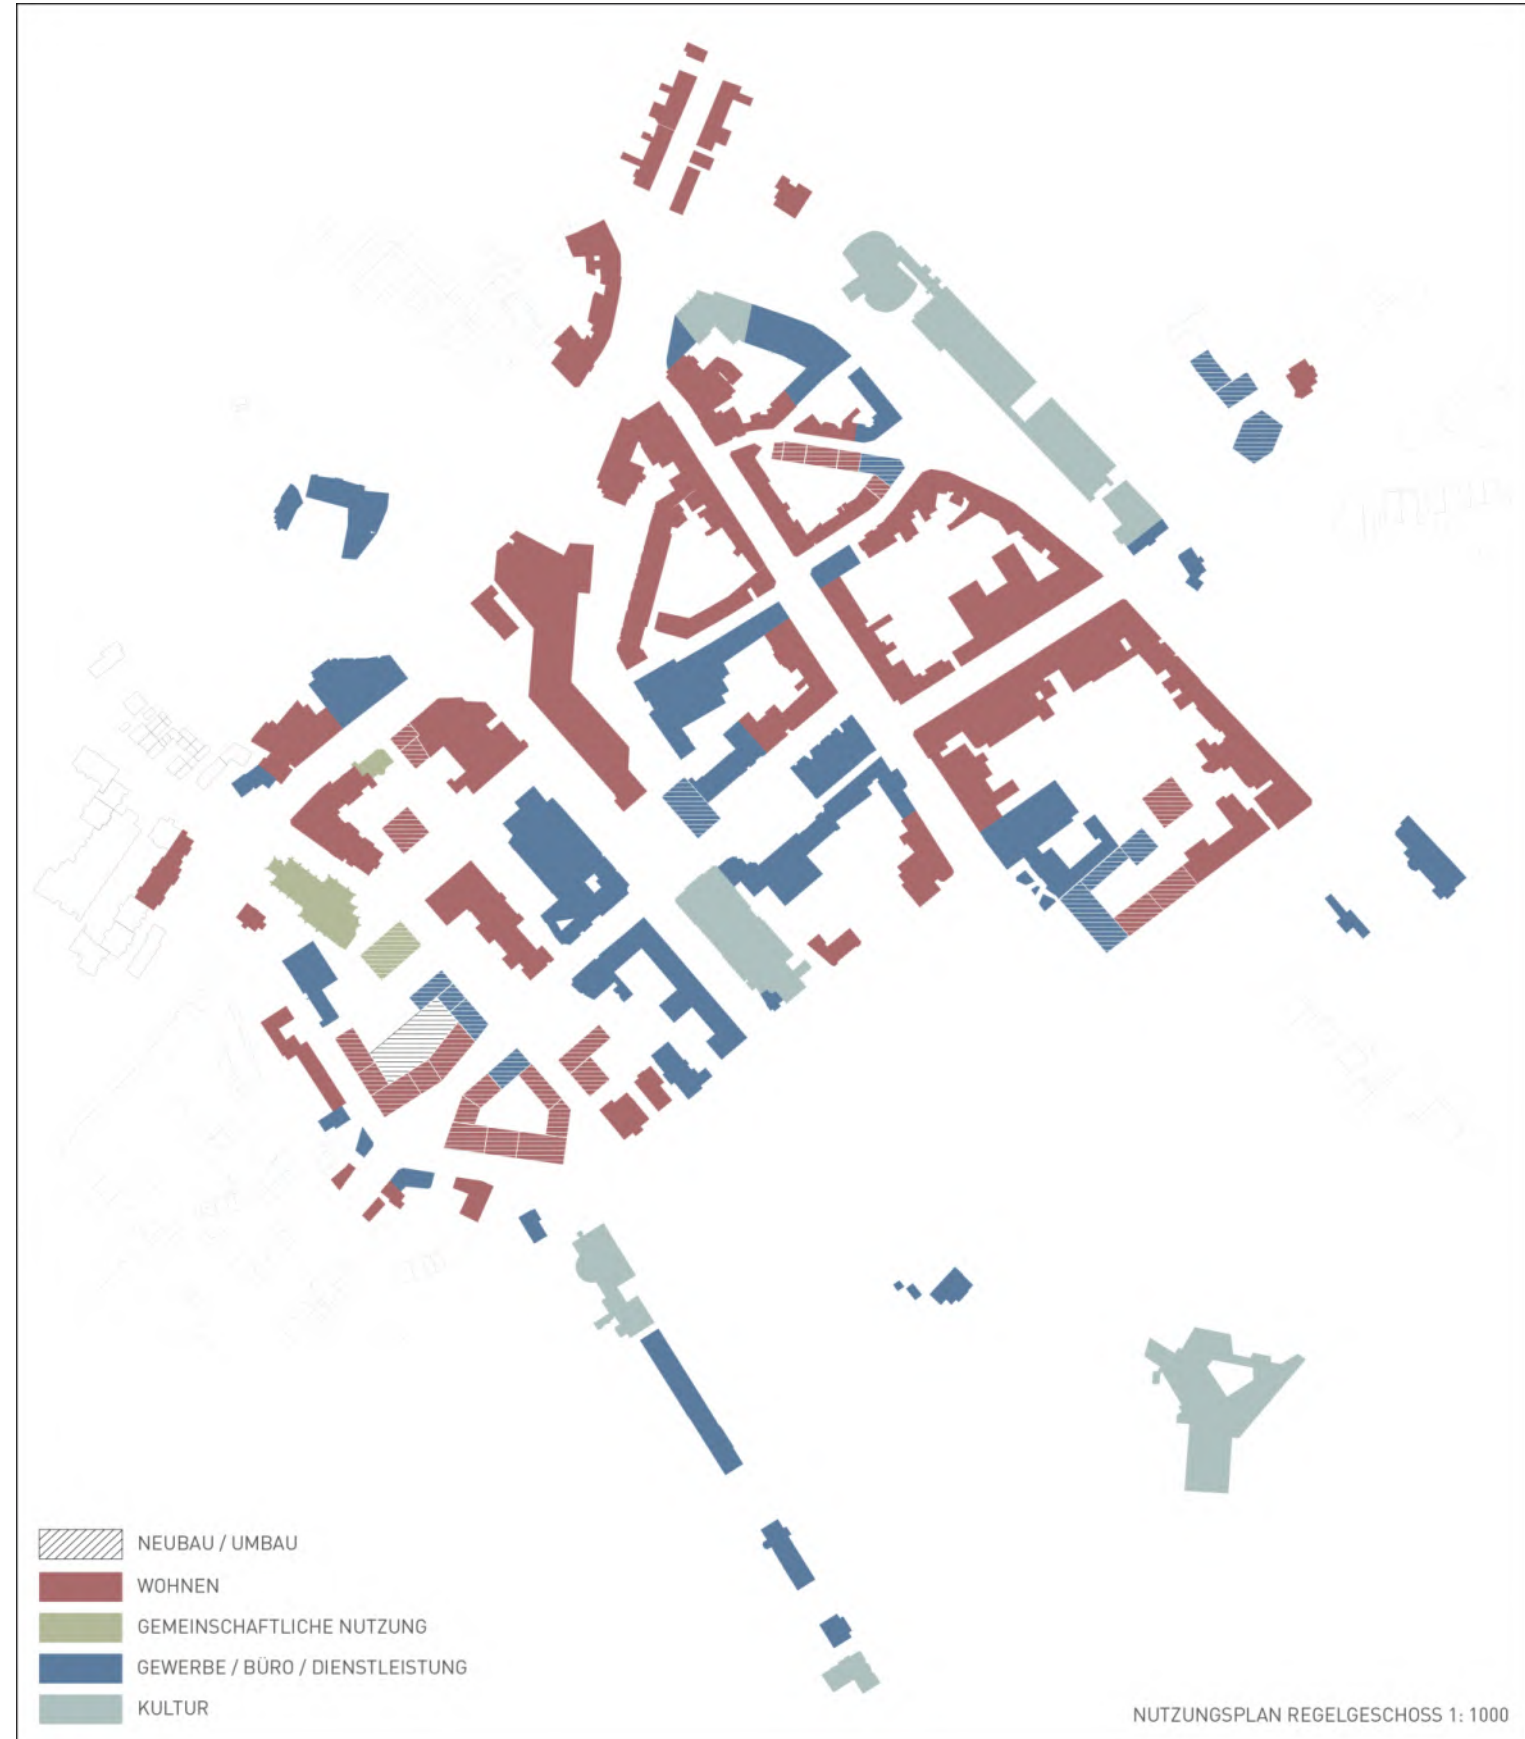 NEUBAU / UMBAU
WOHNEN
GEMEINSCHAFTLICHE NUTZUNG
GEWERBE / BÜRO / DIENSTLEISTUNG
KULTUR
NUTZUNGSPLAN REGELGESCHOSS 1: 1000